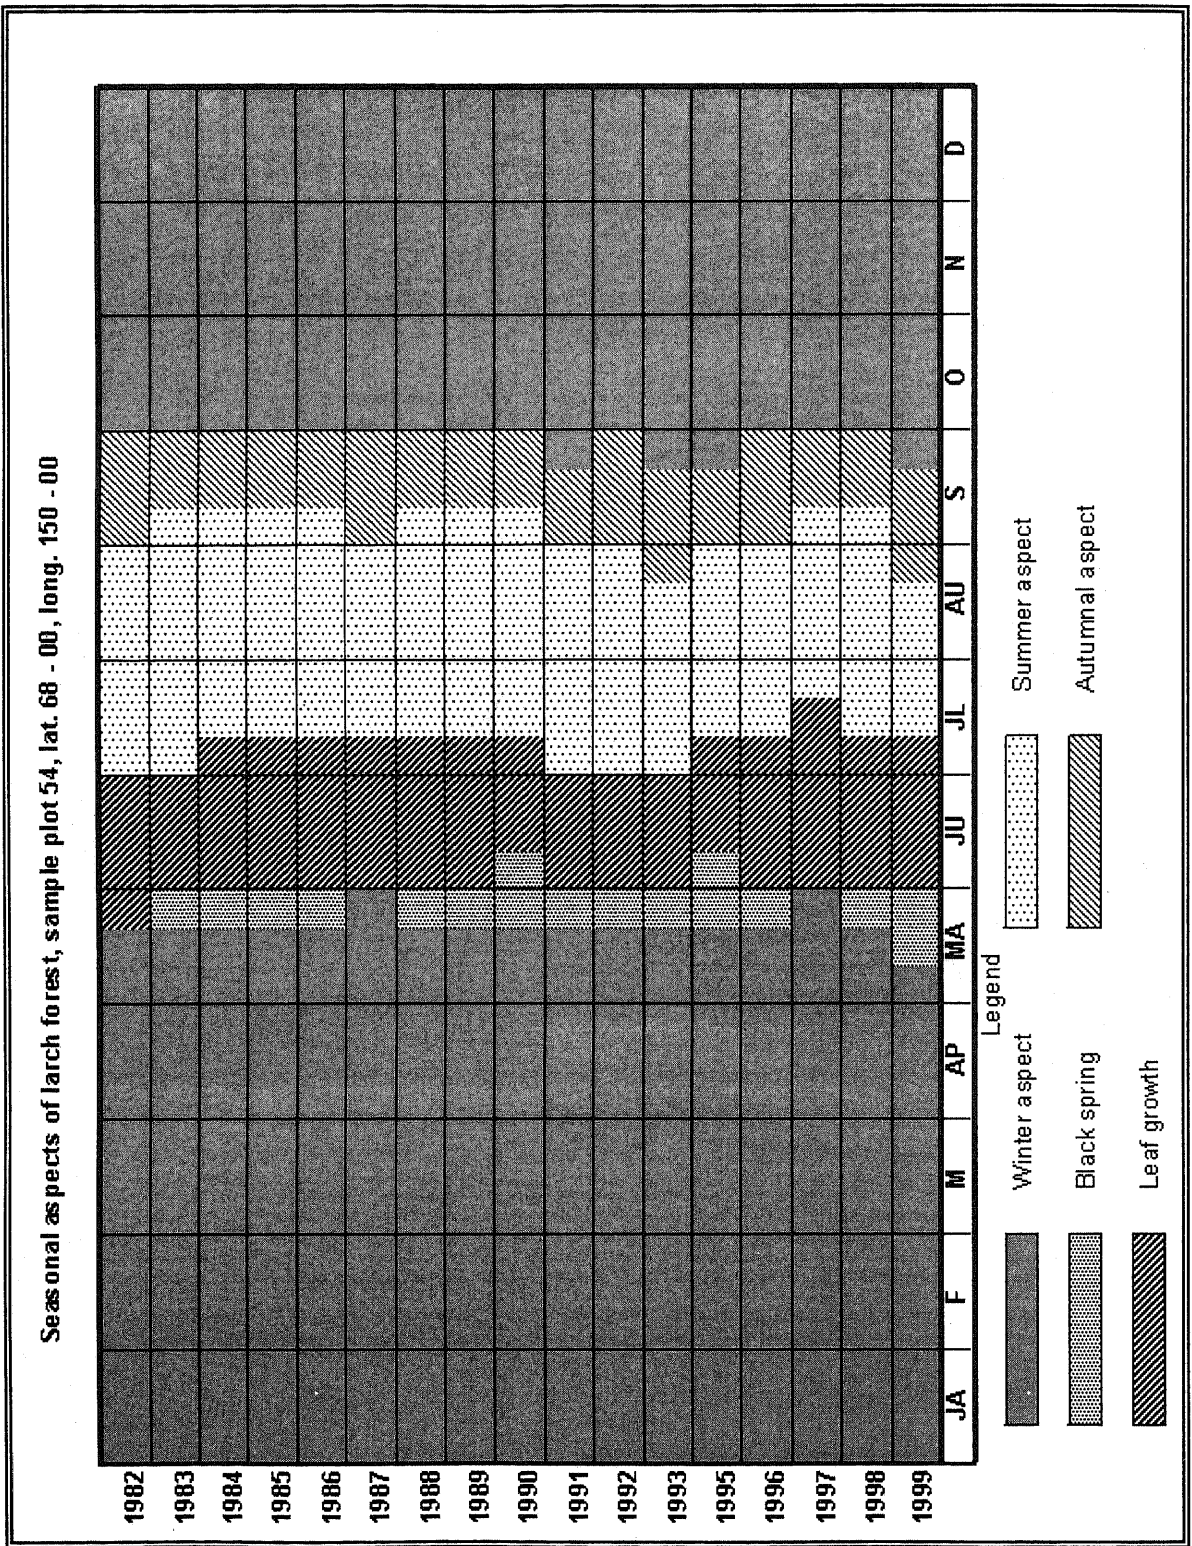 Seasonal aspects of larch forest, sample plot 54, lat. 68 - 00, long. 150 - 00
1982
1983
1984
1985
1986
1987
1988
1989
1990
1991
1992
1993
1995
1996
1997
1998
1999
JA F M AP MA JU JL AU S O N D
Legend
Winter aspect
Summer aspect
Black spring
Autumnal aspect
Leaf growth